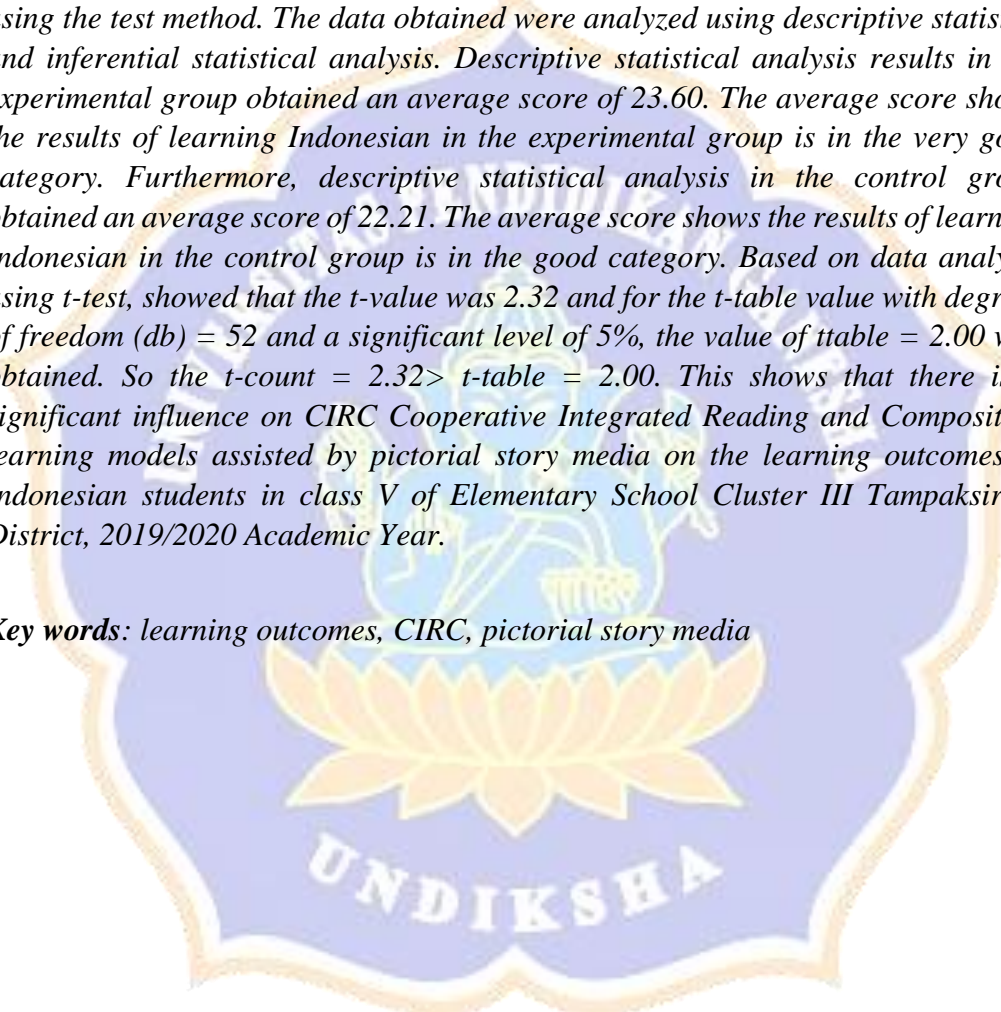 using the test method. The data obtained were analyzed using descriptive statisti
and inferential statistical analysis. Descriptive statistical analysis results in
experimental group obtained an average score of 23.60. The average score sho
the results of learning Indonesian in the experimental group is in the very go
category. Furthermore, descriptive statistical analysis in the control gro
obtained an average score of 22.21. The average score shows the results of learn
Indonesian in the control group is in the good category. Based on data analy
using t-test, showed that the t-value was 2.32 and for the t-table value with degr
of freedom (db) = 52 and a significant level of 5%, the value of ttable = 2.00 w
obtained. So the t-count = 2.32> t-table = 2.00. This shows that there is
significant influence on CIRC Cooperative Integrated Reading and Composit
learning models assisted by pictorial story media on the learning outcomes
Indonesian students in class V of Elementary School Cluster III Tampaksir
District, 2019/2020 Academic Year.
Key words: learning outcomes, CIRC, pictorial story media
UNDIKSHA